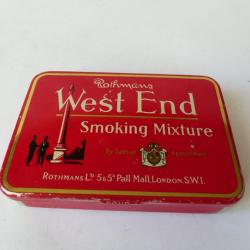 Rothmans
West End
Smoking Mixture
By Special Appointment
ROTHMANS LTD 5&5A PALL MALL, LONDON, S.W.1.